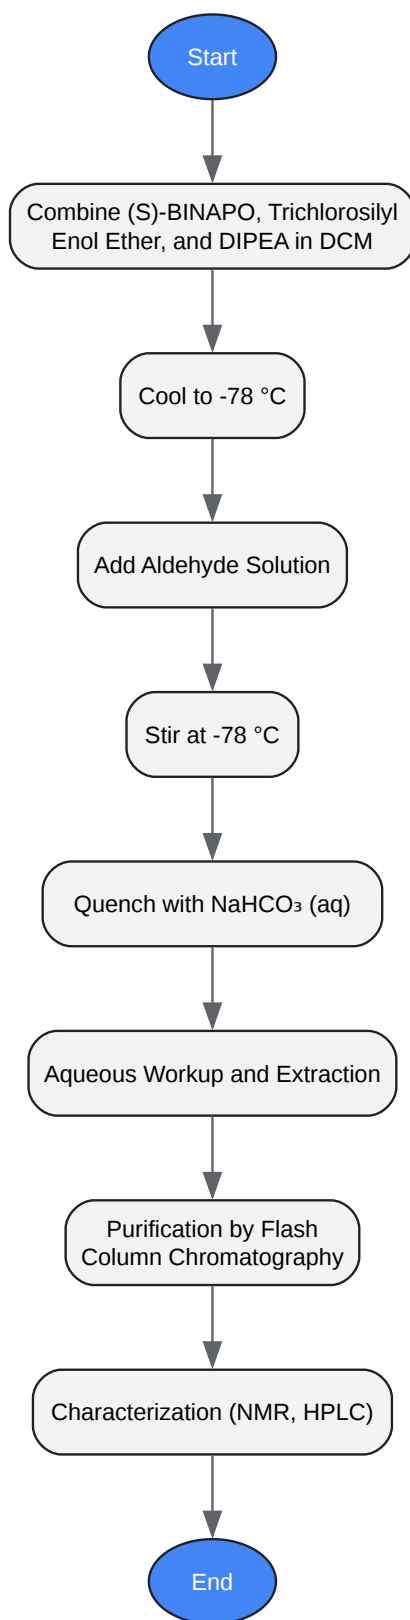 Start
Combine (S)-BINAPO, Trichlorosilyl
Enol Ether, and DIPEA in DCM
Cool to -78 °C
Add Aldehyde Solution
Stir at -78 °C
Quench with NaHCO₃ (aq)
Aqueous Workup and Extraction
Purification by Flash
Column Chromatography
Characterization (NMR, HPLC)
End